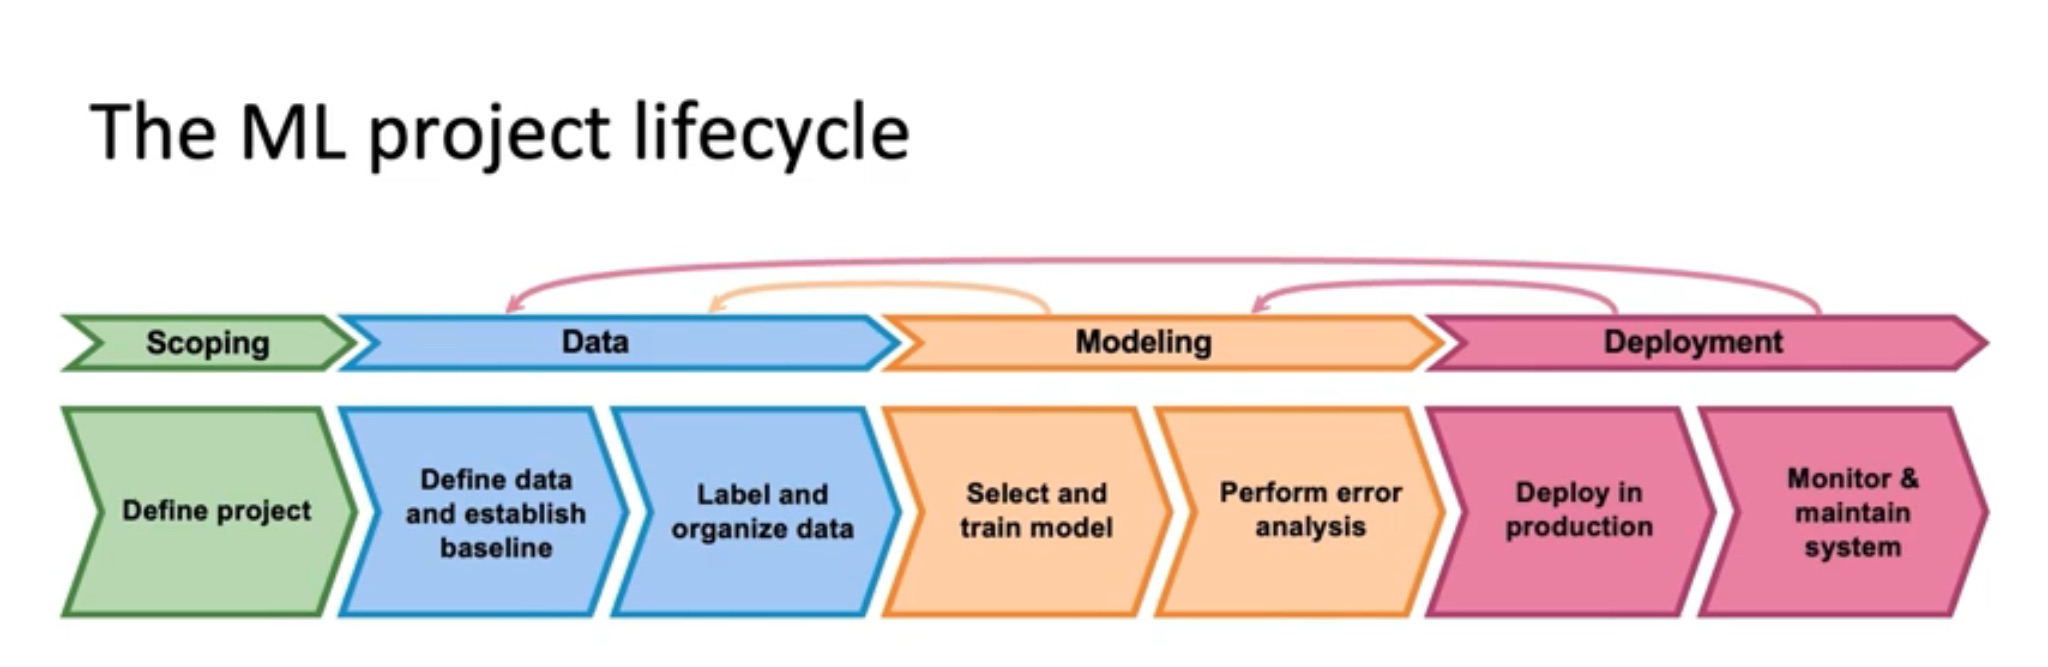 The ML project lifecycle
Scoping
Data
Modeling
Deployment
Define project
Define data
and establish
baseline
Label and
organize data
Select and
train model
Perform error
analysis
Deploy in
production
Monitor &
maintain
system